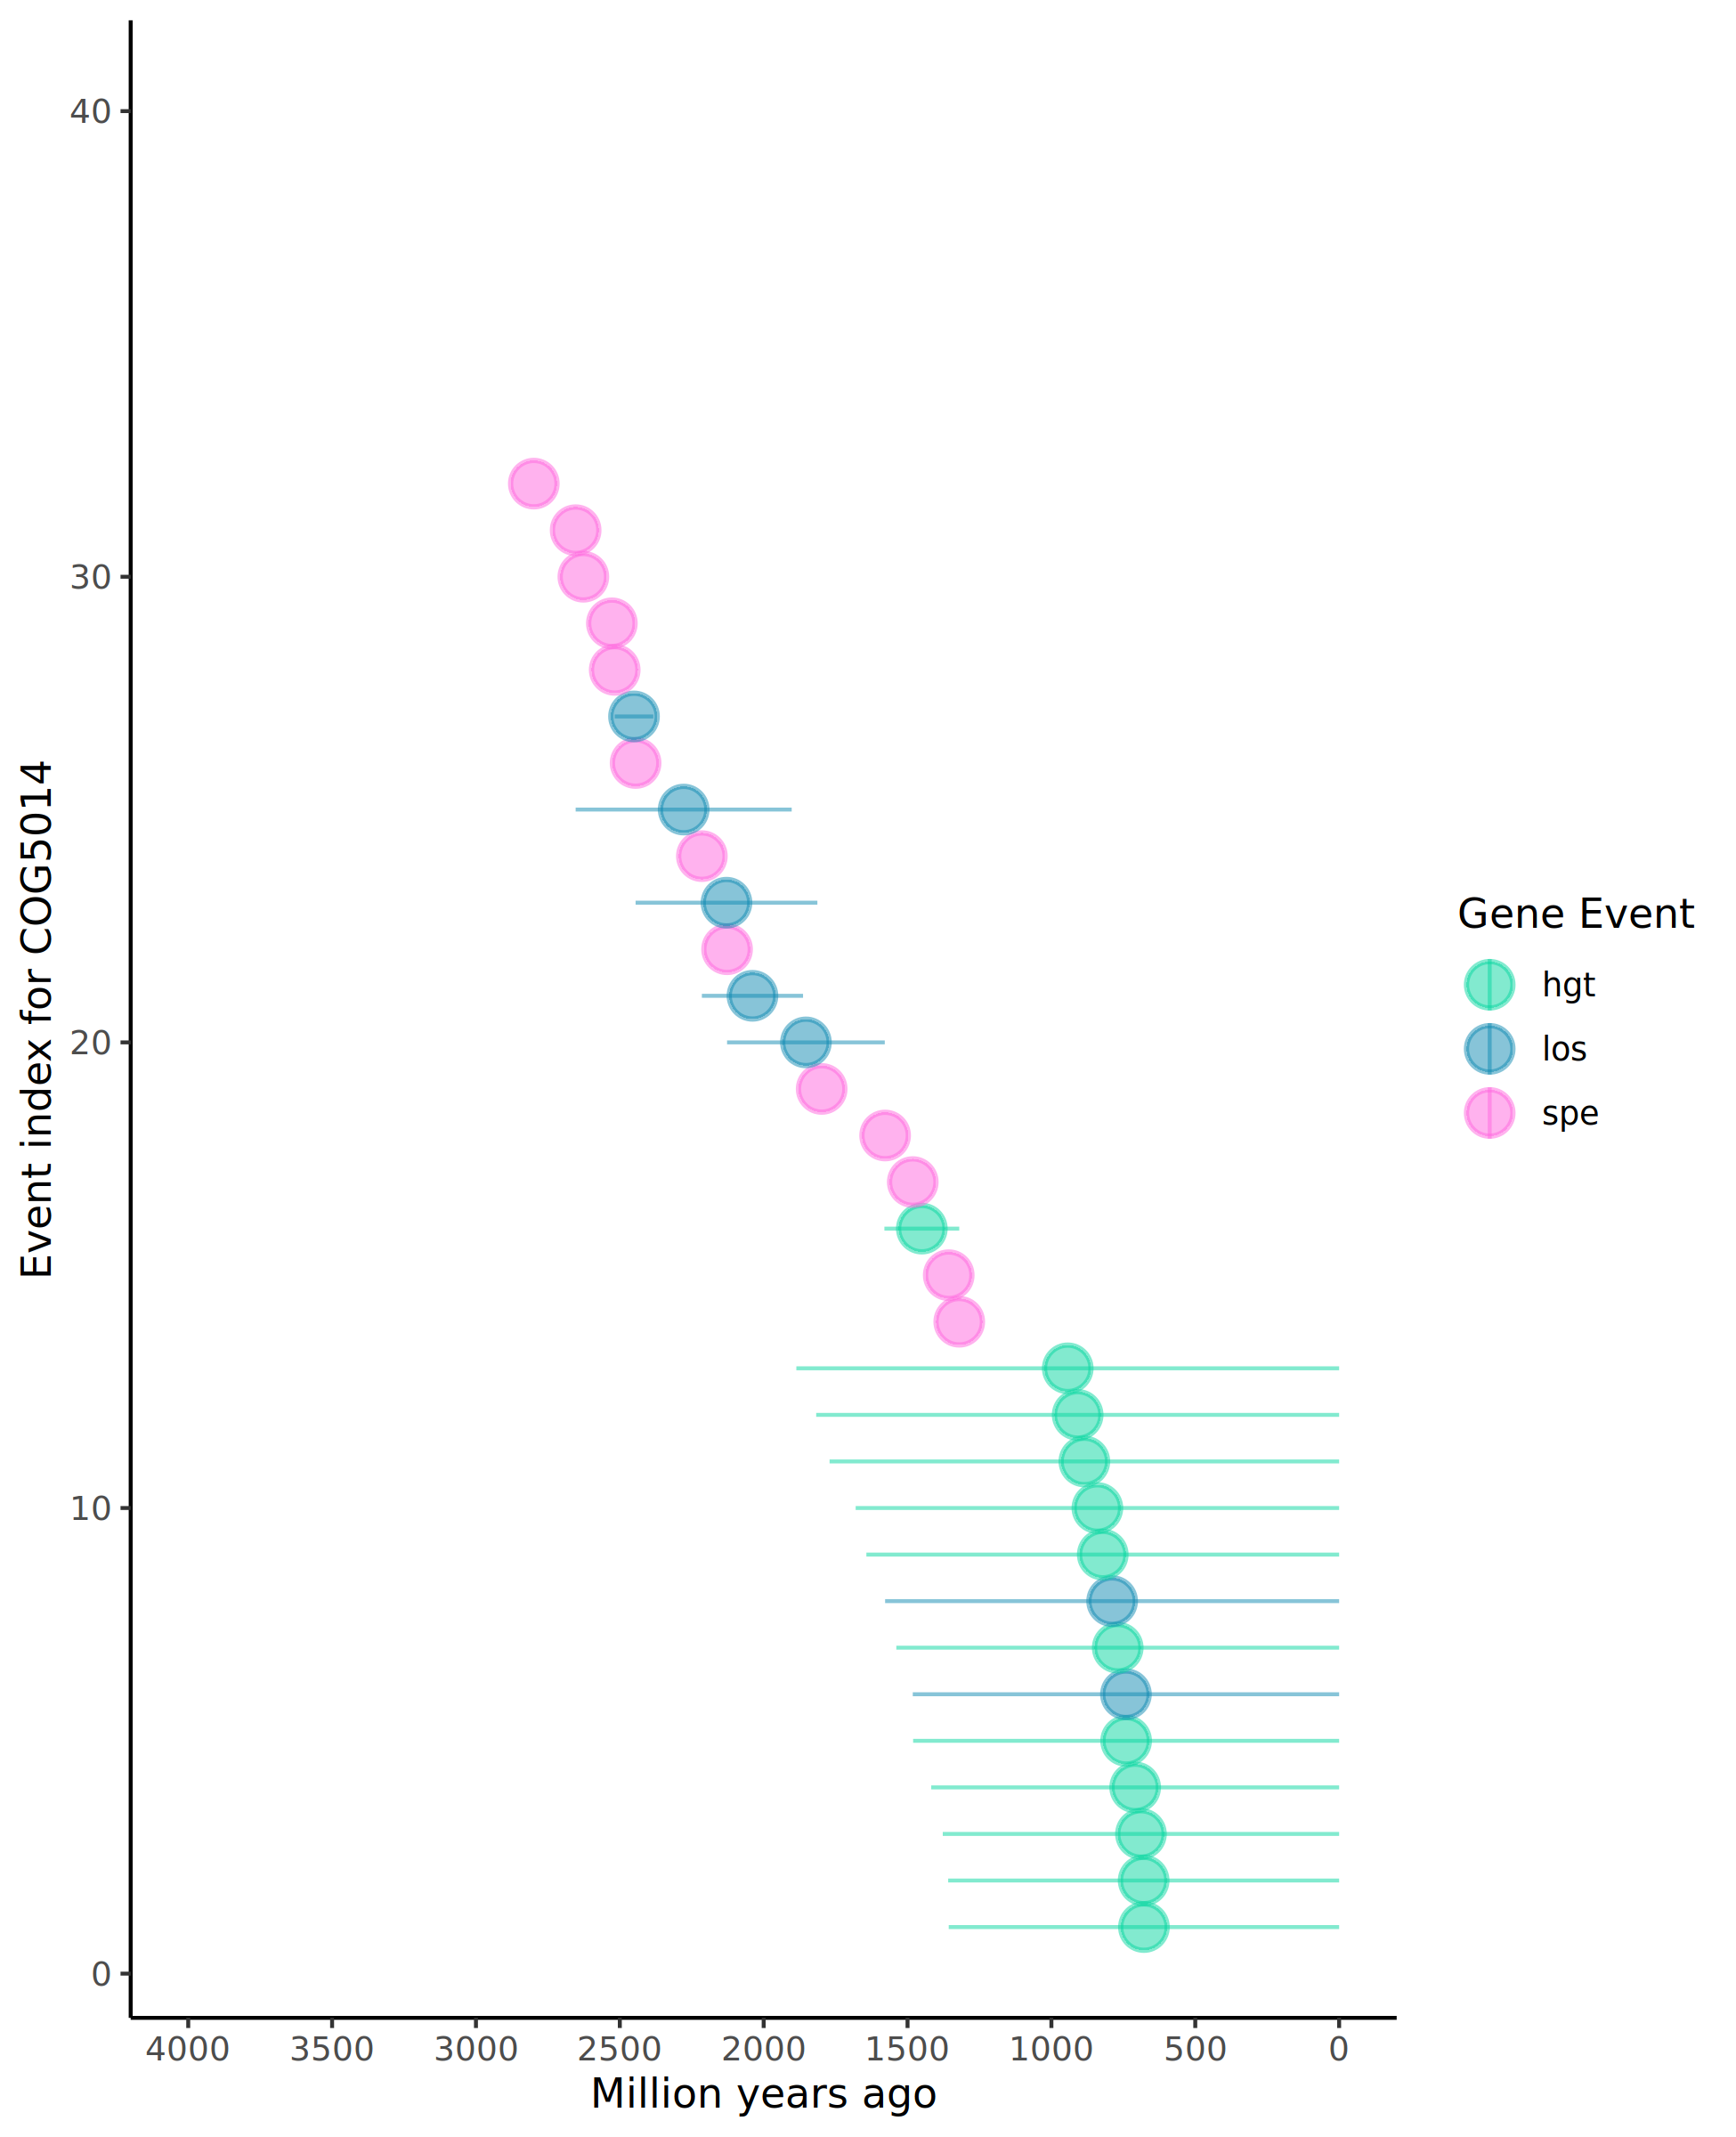 40
30
20
10
0
Event index for COG5014
4000 3500 3000 2500 2000 1500 1000 500 0
Million years ago
Gene Event
hgt
los
spe